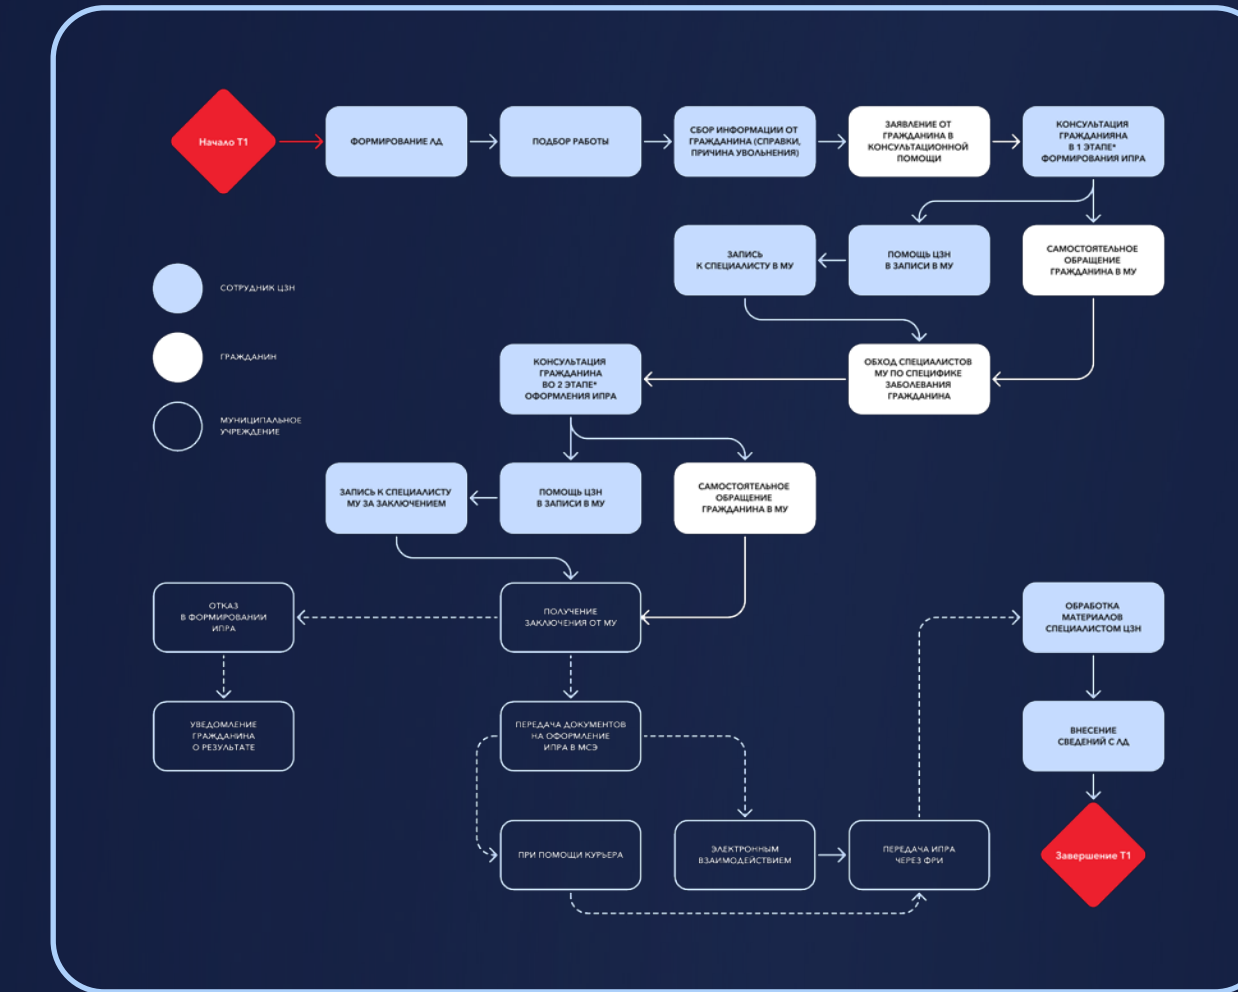 Начало Т1
ФОРМИРОВАНИЕ ЛД
ПОДБОР РАБОТЫ
СБОР ИНФОРМАЦИИ ОТ
ГРАЖДАНИНА (СПРАВКИ,
ПРИЧИНА УВОЛЬНЕНИЯ)
ЗАЯВЛЕНИЕ ОТ
ГРАЖДАНИНА В
КОНСУЛЬТАЦИОННОЙ
ПОМОЩИ
КОНСУЛЬТАЦИЯ
ГРАЖДАНИЯНА
В 1 ЭТАПЕ*
ФОРМИРОВАНИЯ ИПРА
ЗАПИСЬ
К СПЕЦИАЛИСТУ В МУ
ПОМОЩЬ ЦЗН
В ЗАПИСИ В МУ
САМОСТОЯТЕЛЬНОЕ
ОБРАЩЕНИЕ
ГРАЖДАНИНА В МУ
СОТРУДНИК ЦЗН
ГРАЖДАНИН
МУНИЦИПАЛЬНОЕ
УЧРЕЖДЕНИЕ
КОНСУЛЬТАЦИЯ
ГРАЖДАНИНА
ВО 2 ЭТАПЕ*
ОФОРМЛЕНИЯ ИПРА
ОБХОД СПЕЦИАЛИСТОВ
МУ ПО СПЕЦИФИКЕ
ЗАБОЛЕВАНИЯ
ГРАЖДАНИНА
ЗАПИСЬ К СПЕЦИАЛИСТУ
МУ ЗА ЗАКЛЮЧЕНИЕМ
ПОМОЩЬ ЦЗН
В ЗАПИСИ В МУ
САМОСТОЯТЕЛЬНОЕ
ОБРАЩЕНИЕ
ГРАЖДАНИНА В МУ
ОТКАЗ
В ФОРМИРОВАНИИ
ИПРА
ПОЛУЧЕНИЕ
ЗАКЛЮЧЕНИЯ ОТ МУ
ОБРАБОТКА
МАТЕРИАЛОВ
СПЕЦИАЛИСТОМ ЦЗН
УВЕДОМЛЕНИЕ
ГРАЖДАНИНА
О РЕЗУЛЬТАТЕ
ПЕРЕДАЧА ДОКУМЕНТОВ
НА ОФОРМЛЕНИЕ
ИПРА В МСЭ
ВНЕСЕНИЕ
СВЕДЕНИЙ С ЛД
ПРИ ПОМОЩИ КУРЬЕРА
ЭЛЕКТРОННЫМ
ВЗАИМОДЕЙСТВИЕМ
ПЕРЕДАЧА ИПРА
ЧЕРЕЗ ФРИ
Завершение Т1